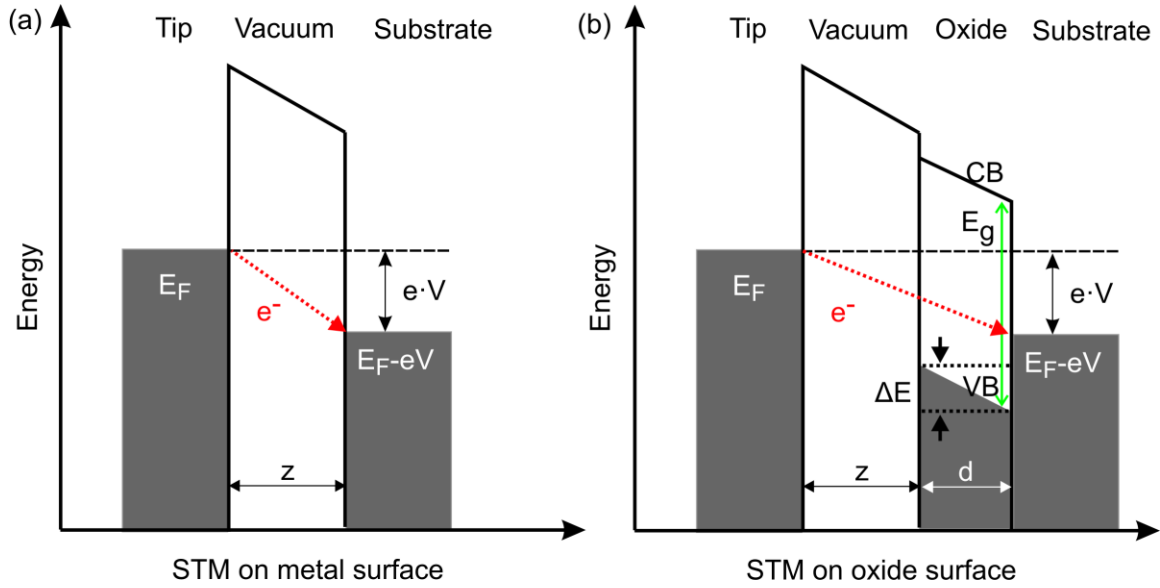 (a)
Tip Vacuum Substrate
Energy
E_F
e⁻
e·V
E_F-eV
z
STM on metal surface
(b)
Tip Vacuum Oxide Substrate
Energy
CB
E_g
E_F
e⁻
e·V
E_F-eV
ΔE
VB
z
d
STM on oxide surface